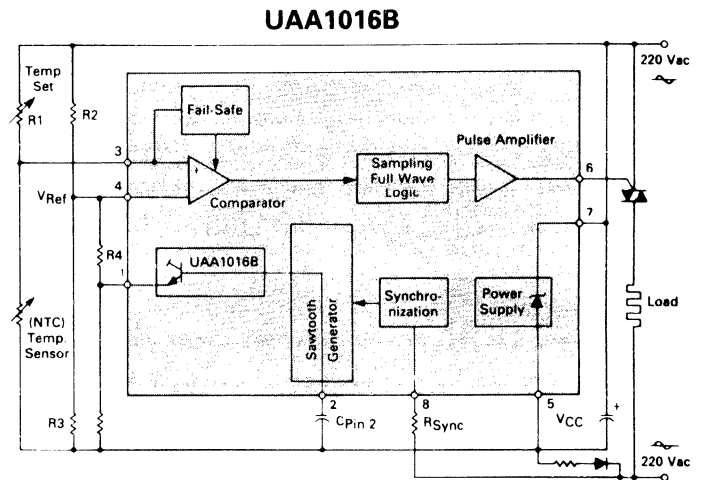 UAA1016B
220 Vac
Temp
Set
R1
R2
Fail-Safe
Pulse Amplifier
3
+
Sampling
Full Wave
Logic
6
4
VRef
Comparator
7
R4
1
UAA1016B
(NTC)
Temp.
Sensor
Sawtooth
Generator
Synchro-
nization
Power
Supply
Load
R3
2
CPin 2
8
RSync
5
VCC
+
220 Vac